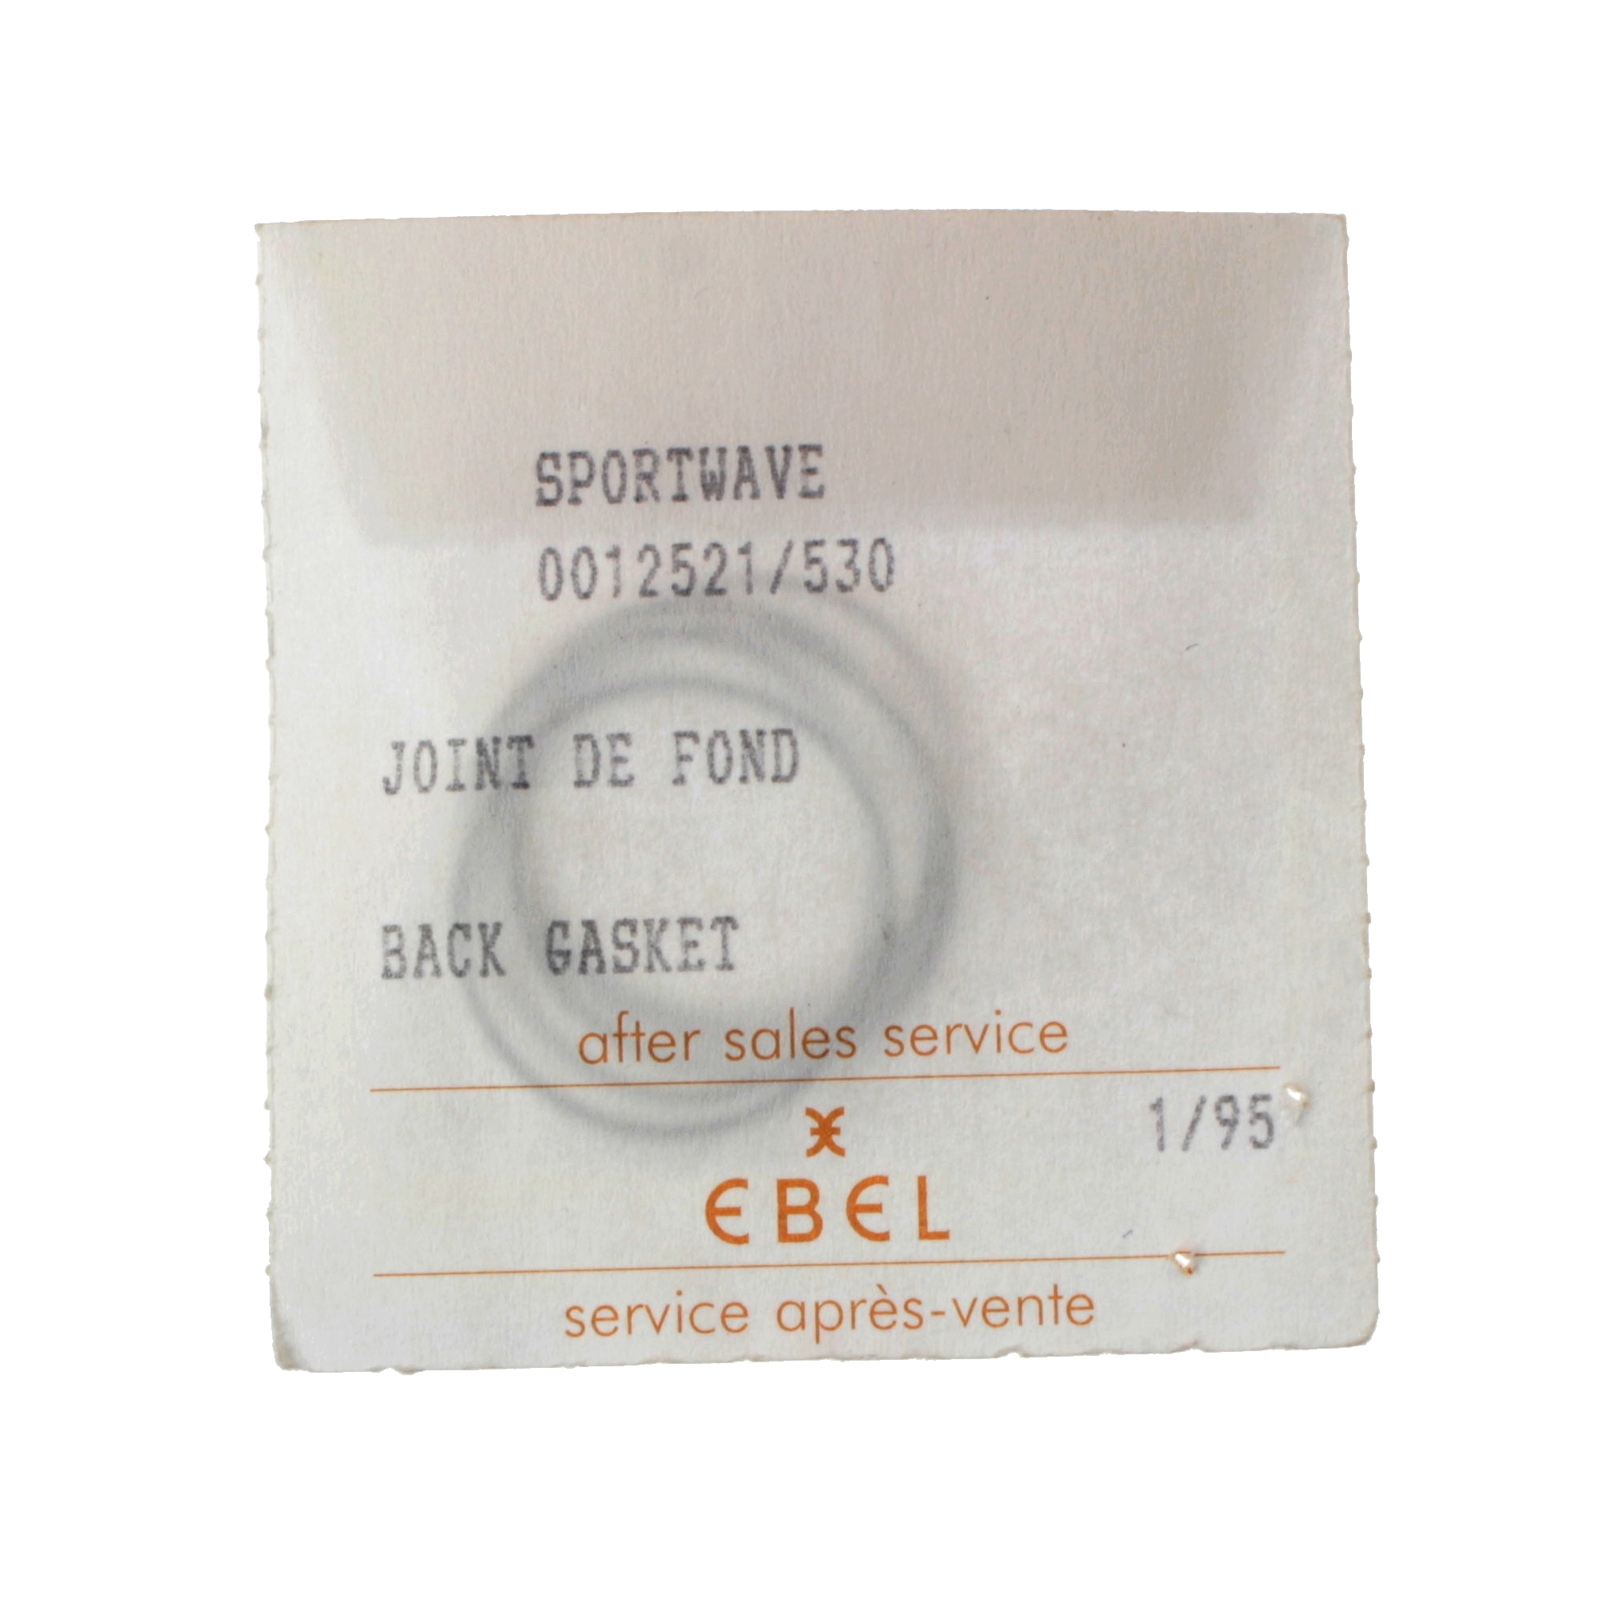 SPORTWAVE
0012521/530
JOINT DE FOND
BACK GASKET
after sales service
1/95
EBEL
service après-vente